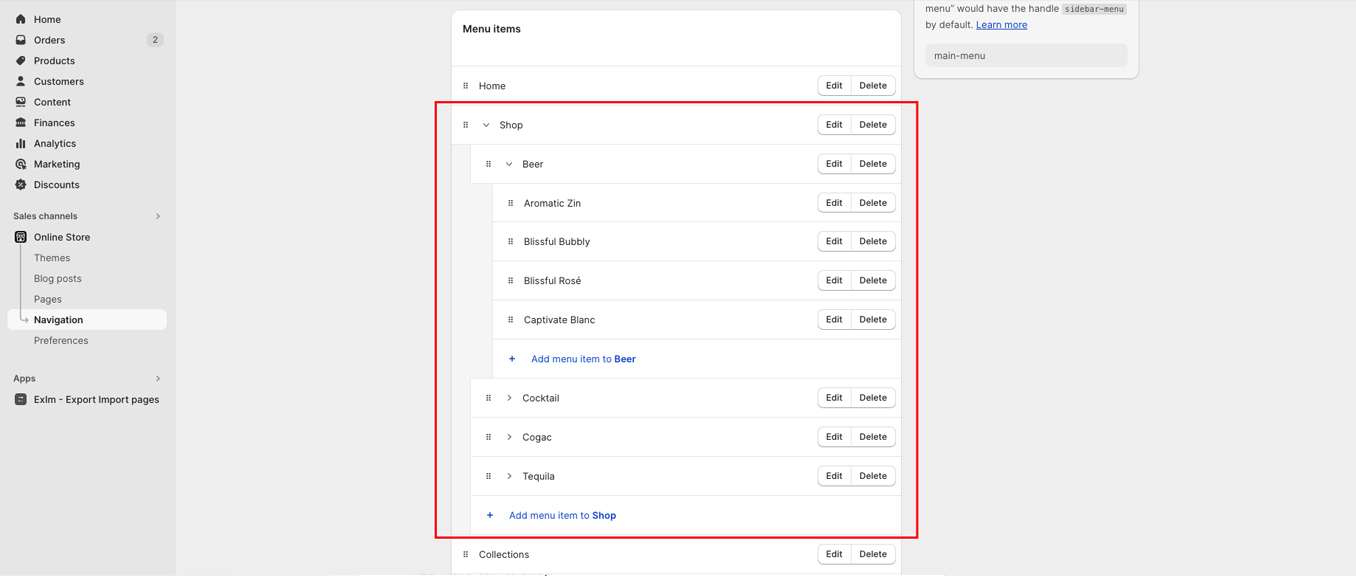 Home
Orders 2
Products
Customers
Content
Finances
Analytics
Marketing
Discounts
Sales channels
Online Store
Themes
Blog posts
Pages
Navigation
Preferences
Apps
ExIm - Export Import pages
Menu items
Home Edit Delete
Shop Edit Delete
Beer Edit Delete
Aromatic Zin Edit Delete
Blissful Bubbly Edit Delete
Blissful Rosé Edit Delete
Captivate Blanc Edit Delete
+ Add menu item to Beer
Cocktail Edit Delete
Cogac Edit Delete
Tequila Edit Delete
+ Add menu item to Shop
Collections Edit Delete
menu” would have the handle sidebar-menu
by default. Learn more
main-menu